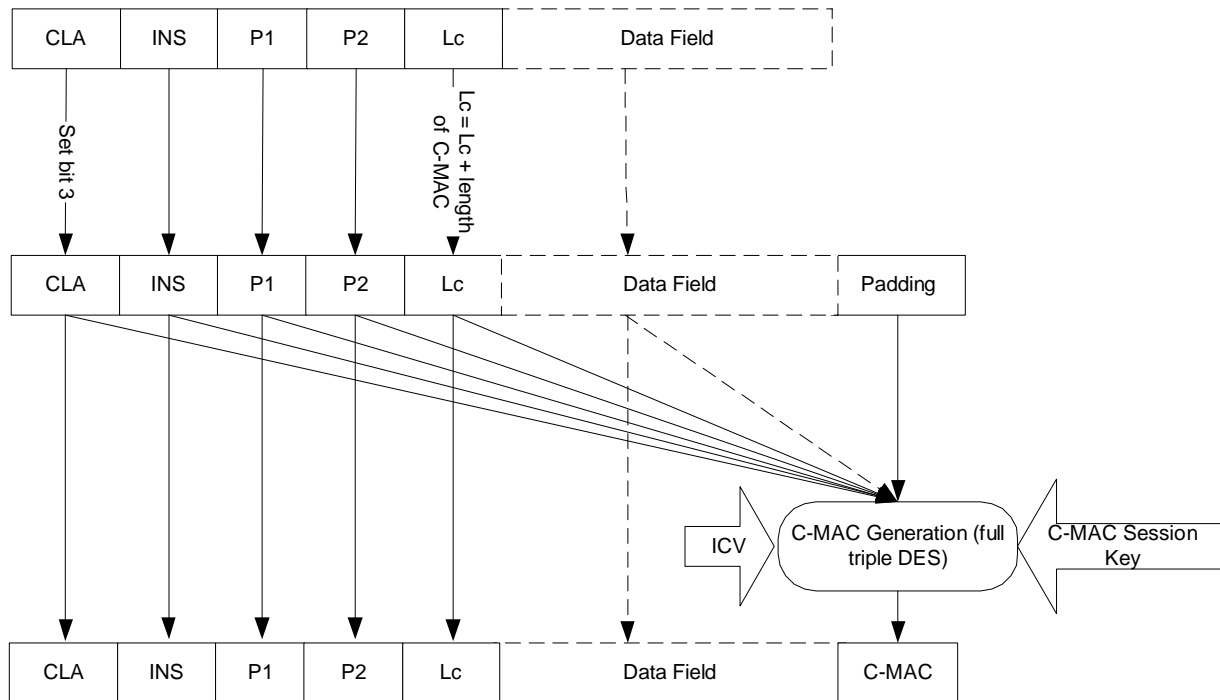 CLA INS P1 P2 Lc Data Field
Set bit 3
Lc = Lc + length
of C-MAC
CLA INS P1 P2 Lc Data Field Padding
ICV
C-MAC Generation (full
triple DES)
C-MAC Session
Key
CLA INS P1 P2 Lc Data Field C-MAC